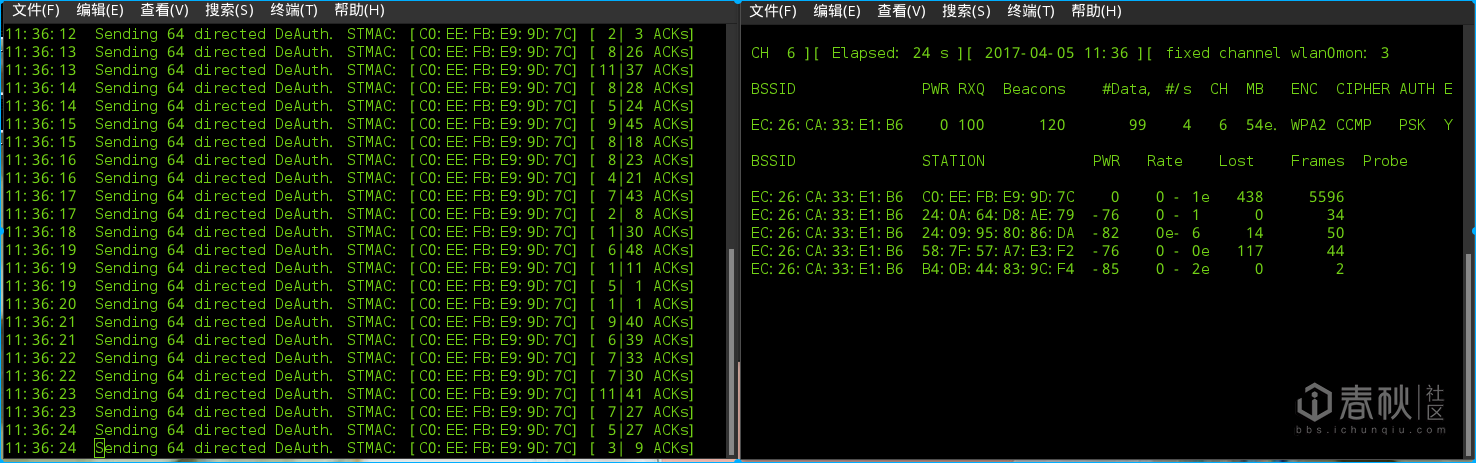 文件(F) 编辑(E) 查看(V) 搜索(S) 终端(T) 帮助(H)
11:36:12 Sending 64 directed DeAuth. STMAC: [C0:EE:FB:E9:9D:7C] [ 2| 3 ACKs]
11:36:13 Sending 64 directed DeAuth. STMAC: [C0:EE:FB:E9:9D:7C] [ 8|26 ACKs]
11:36:13 Sending 64 directed DeAuth. STMAC: [C0:EE:FB:E9:9D:7C] [11|37 ACKs]
11:36:14 Sending 64 directed DeAuth. STMAC: [C0:EE:FB:E9:9D:7C] [ 8|28 ACKs]
11:36:14 Sending 64 directed DeAuth. STMAC: [C0:EE:FB:E9:9D:7C] [ 5|24 ACKs]
11:36:15 Sending 64 directed DeAuth. STMAC: [C0:EE:FB:E9:9D:7C] [ 9|45 ACKs]
11:36:15 Sending 64 directed DeAuth. STMAC: [C0:EE:FB:E9:9D:7C] [ 8|18 ACKs]
11:36:16 Sending 64 directed DeAuth. STMAC: [C0:EE:FB:E9:9D:7C] [ 8|23 ACKs]
11:36:16 Sending 64 directed DeAuth. STMAC: [C0:EE:FB:E9:9D:7C] [ 4|21 ACKs]
11:36:17 Sending 64 directed DeAuth. STMAC: [C0:EE:FB:E9:9D:7C] [ 7|43 ACKs]
11:36:17 Sending 64 directed DeAuth. STMAC: [C0:EE:FB:E9:9D:7C] [ 2| 8 ACKs]
11:36:18 Sending 64 directed DeAuth. STMAC: [C0:EE:FB:E9:9D:7C] [ 1|30 ACKs]
11:36:19 Sending 64 directed DeAuth. STMAC: [C0:EE:FB:E9:9D:7C] [ 6|48 ACKs]
11:36:19 Sending 64 directed DeAuth. STMAC: [C0:EE:FB:E9:9D:7C] [ 1|11 ACKs]
11:36:19 Sending 64 directed DeAuth. STMAC: [C0:EE:FB:E9:9D:7C] [ 5| 1 ACKs]
11:36:20 Sending 64 directed DeAuth. STMAC: [C0:EE:FB:E9:9D:7C] [ 1| 1 ACKs]
11:36:21 Sending 64 directed DeAuth. STMAC: [C0:EE:FB:E9:9D:7C] [ 9|40 ACKs]
11:36:21 Sending 64 directed DeAuth. STMAC: [C0:EE:FB:E9:9D:7C] [ 6|39 ACKs]
11:36:22 Sending 64 directed DeAuth. STMAC: [C0:EE:FB:E9:9D:7C] [ 7|33 ACKs]
11:36:22 Sending 64 directed DeAuth. STMAC: [C0:EE:FB:E9:9D:7C] [ 7|30 ACKs]
11:36:23 Sending 64 directed DeAuth. STMAC: [C0:EE:FB:E9:9D:7C] [11|41 ACKs]
11:36:23 Sending 64 directed DeAuth. STMAC: [C0:EE:FB:E9:9D:7C] [ 7|27 ACKs]
11:36:24 Sending 64 directed DeAuth. STMAC: [C0:EE:FB:E9:9D:7C] [ 5|27 ACKs]
11:36:24 Sending 64 directed DeAuth. STMAC: [C0:EE:FB:E9:9D:7C] [ 3| 9 ACKs]
文件(F) 编辑(E) 查看(V) 搜索(S) 终端(T) 帮助(H)
CH 6 ][ Elapsed: 24 s ][ 2017-04-05 11:36 ][ fixed channel wlan0mon: 3
BSSID PWR RXQ Beacons #Data, #/s CH MB ENC CIPHER AUTH E
EC:26:CA:33:E1:B6 0 100 120 99 4 6 54e. WPA2 CCMP PSK Y
BSSID STATION PWR Rate Lost Frames Probe
EC:26:CA:33:E1:B6 C0:EE:FB:E9:9D:7C 0 0 - 1e 438 5596
EC:26:CA:33:E1:B6 24:0A:64:D8:AE:79 -76 0 - 1 0 34
EC:26:CA:33:E1:B6 24:09:95:80:86:DA -82 0e- 6 14 50
EC:26:CA:33:E1:B6 58:7F:57:A7:E3:F2 -76 0 - 0e 117 44
EC:26:CA:33:E1:B6 B4:0B:44:83:9C:F4 -85 0 - 2e 0 2
春秋 社区
bbs.ichunqiu.com